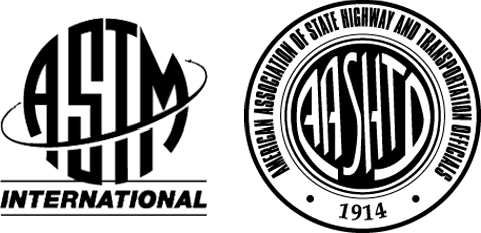 ASTM
INTERNATIONAL
AMERICAN ASSOCIATION OF STATE HIGHWAY AND TRANSPORTATION OFFICIALS
AASHTO
• 1914 •